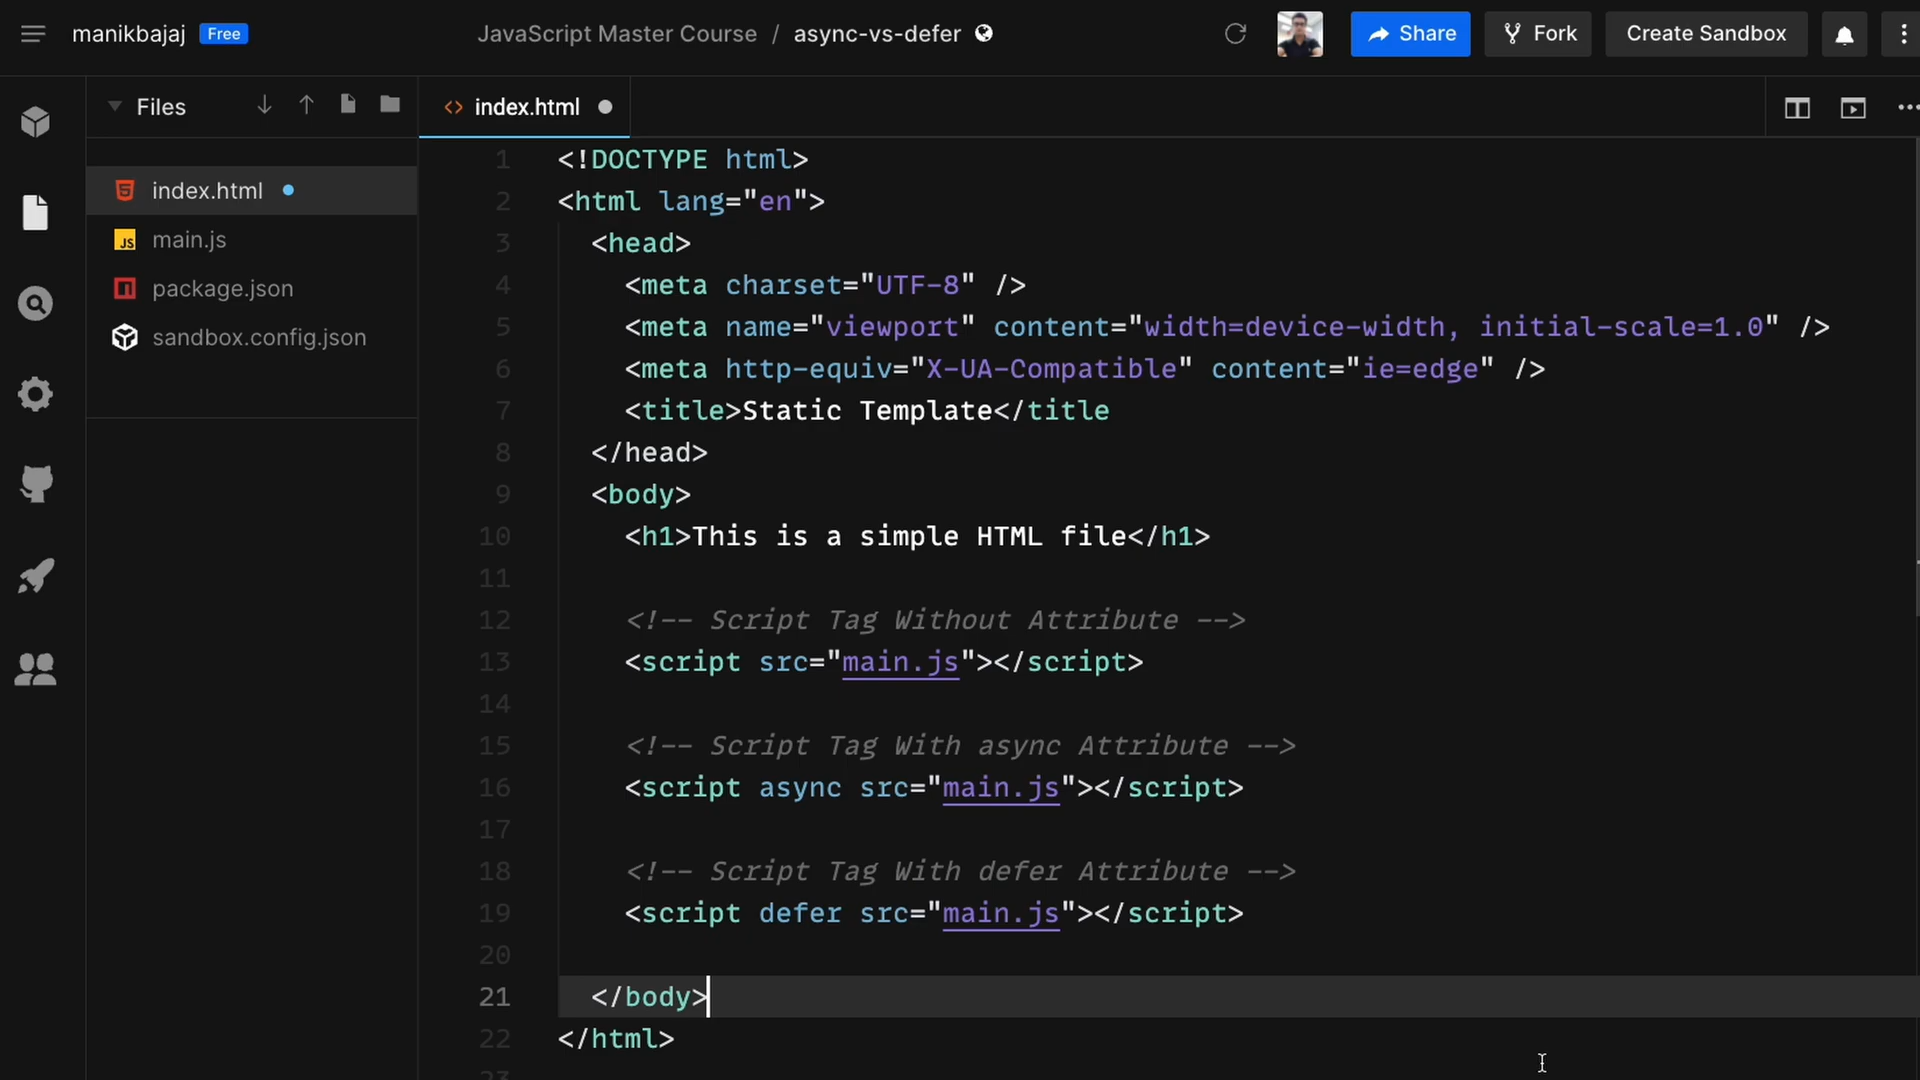 manikbajaj Free JavaScript Master Course / async-vs-defer Share Fork Create Sandbox
Files
index.html
main.js
package.json
sandbox.config.json
<> index.html
1 <!DOCTYPE html>
2 <html lang="en">
3 <head>
4 <meta charset="UTF-8" />
5 <meta name="viewport" content="width=device-width, initial-scale=1.0" />
6 <meta http-equiv="X-UA-Compatible" content="ie=edge" />
7 <title>Static Template</title
8 </head>
9 <body>
10 <h1>This is a simple HTML file</h1>
11
12 <!-- Script Tag Without Attribute -->
13 <script src="main.js"></script>
14
15 <!-- Script Tag With async Attribute -->
16 <script async src="main.js"></script>
17
18 <!-- Script Tag With defer Attribute -->
19 <script defer src="main.js"></script>
20
21 </body>
22 </html>
23